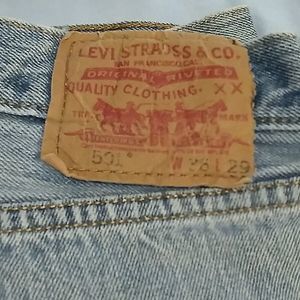 LEVI STRAUSS & CO.
SAN FRANCISCO, CAL.
ORIGINAL RIVETED
QUALITY CLOTHING. XX
TRADE MARK
501®
W L 29